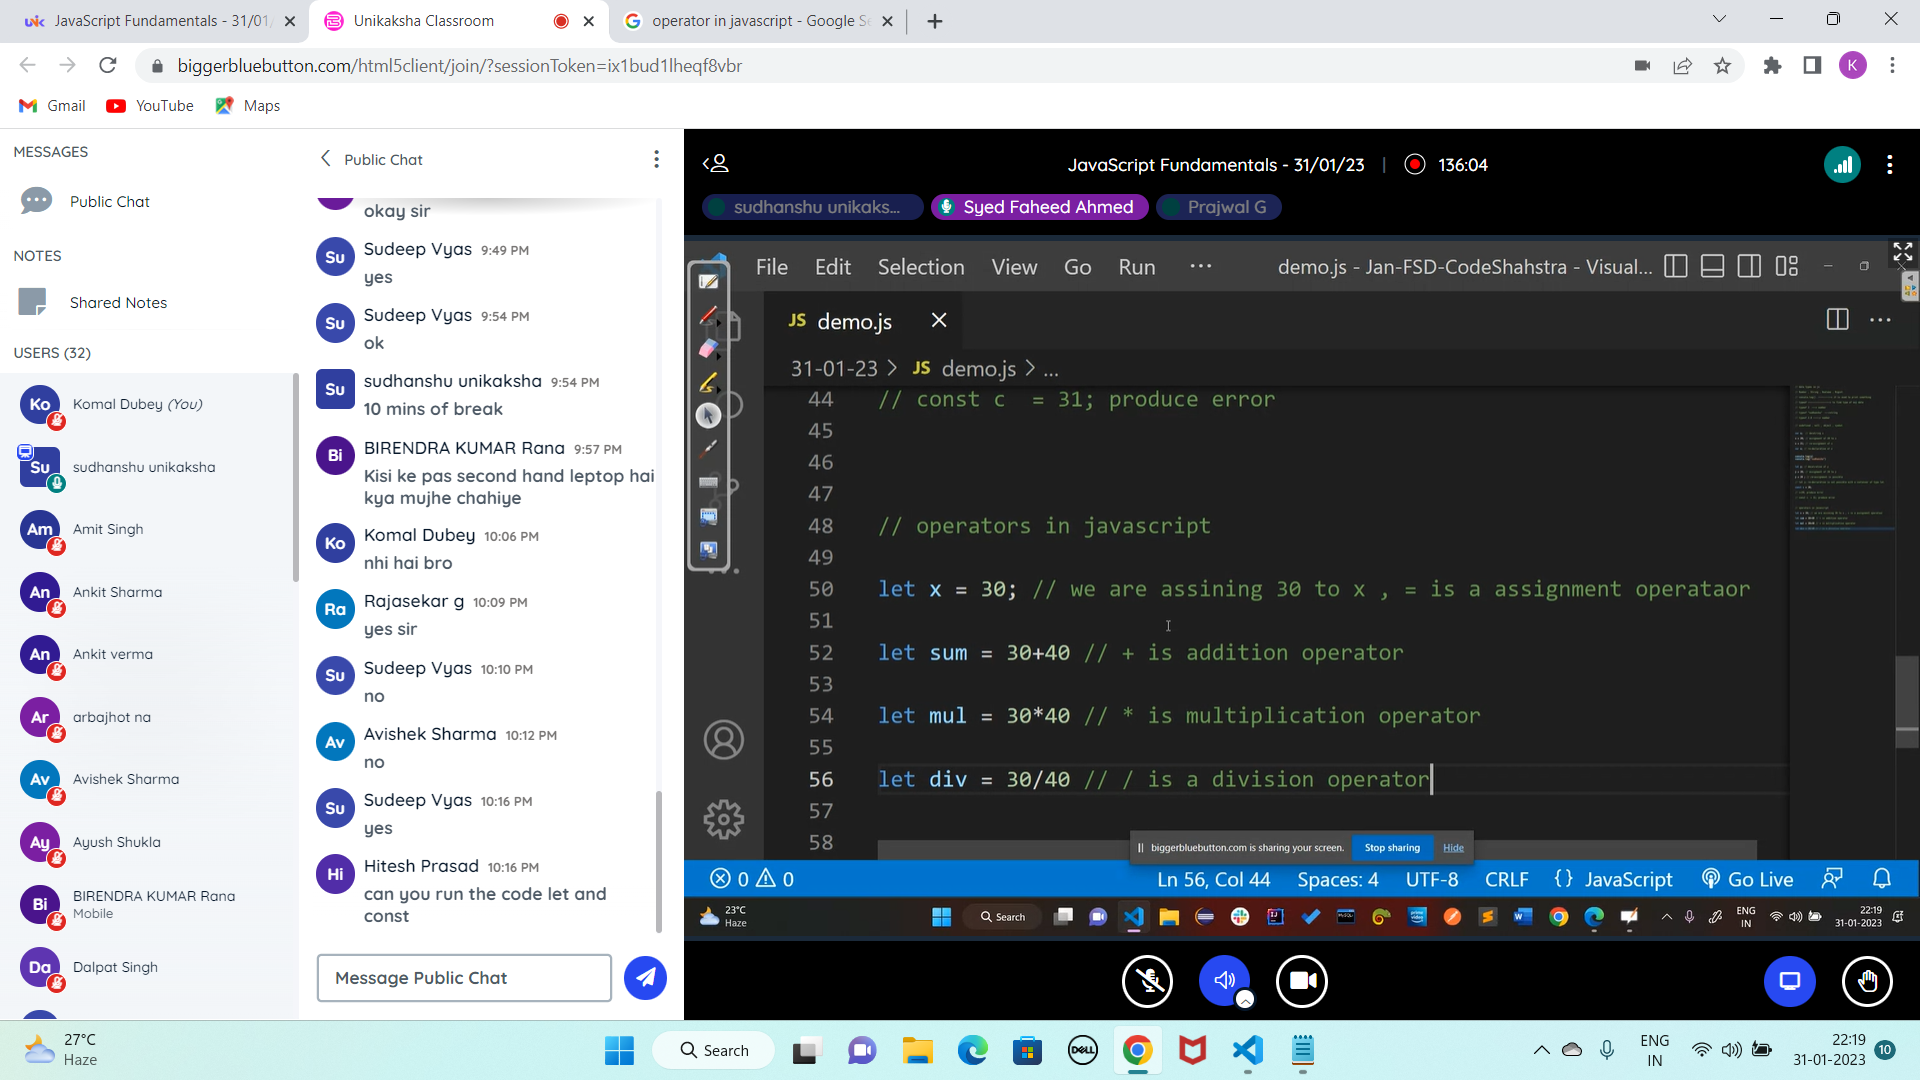 JavaScript Fundamentals - 31/01/
Unikaksha Classroom
operator in javascript - Google Se
biggerbluebutton.com/html5client/join/?sessionToken=ix1bud1lheqf8vbr
K
Gmail
YouTube
Maps
MESSAGES
Public Chat
NOTES
Shared Notes
USERS (32)
Ko
Komal Dubey (You)
Su
sudhanshu unikaksha
Am
Amit Singh
An
Ankit Sharma
An
Ankit verma
Ar
arbajhot na
Av
Avishek Sharma
Ay
Ayush Shukla
Bi
BIRENDRA KUMAR Rana
Mobile
Da
Dalpat Singh
Public Chat
okay sir
Su
Sudeep Vyas 9:49 PM
yes
Su
Sudeep Vyas 9:54 PM
ok
Su
sudhanshu unikaksha 9:54 PM
10 mins of break
Bi
BIRENDRA KUMAR Rana 9:57 PM
Kisi ke pas second hand leptop hai
kya mujhe chahiye
Ko
Komal Dubey 10:06 PM
nhi hai bro
Ra
Rajasekar g 10:09 PM
yes sir
Su
Sudeep Vyas 10:10 PM
no
Av
Avishek Sharma 10:12 PM
no
Su
Sudeep Vyas 10:16 PM
yes
Hi
Hitesh Prasad 10:16 PM
can you run the code let and
const
Message Public Chat
JavaScript Fundamentals - 31/01/23 | 136:04
sudhanshu unikaks...
Syed Faheed Ahmed
Prajwal G
File Edit Selection View Go Run ··· demo.js - Jan-FSD-CodeShahstra - Visual...
JS demo.js
31-01-23 > JS demo.js > ...
44 // const c = 31; produce error
45
46
47
48 // operators in javascript
49
50 let x = 30; // we are assining 30 to x , = is a assignment operataor
51
52 let sum = 30+40 // + is addition operator
53
54 let mul = 30*40 // * is multiplication operator
55
56 let div = 30/40 // / is a division operator
57
58
biggerbluebutton.com is sharing your screen. Stop sharing Hide
0 0 Ln 56, Col 44 Spaces: 4 UTF-8 CRLF {} JavaScript Go Live
23°C
Haze
Search
ENG
IN
22:19
31-01-2023
27°C
Haze
Search
DELL
ENG
IN
22:19
31-01-2023
10